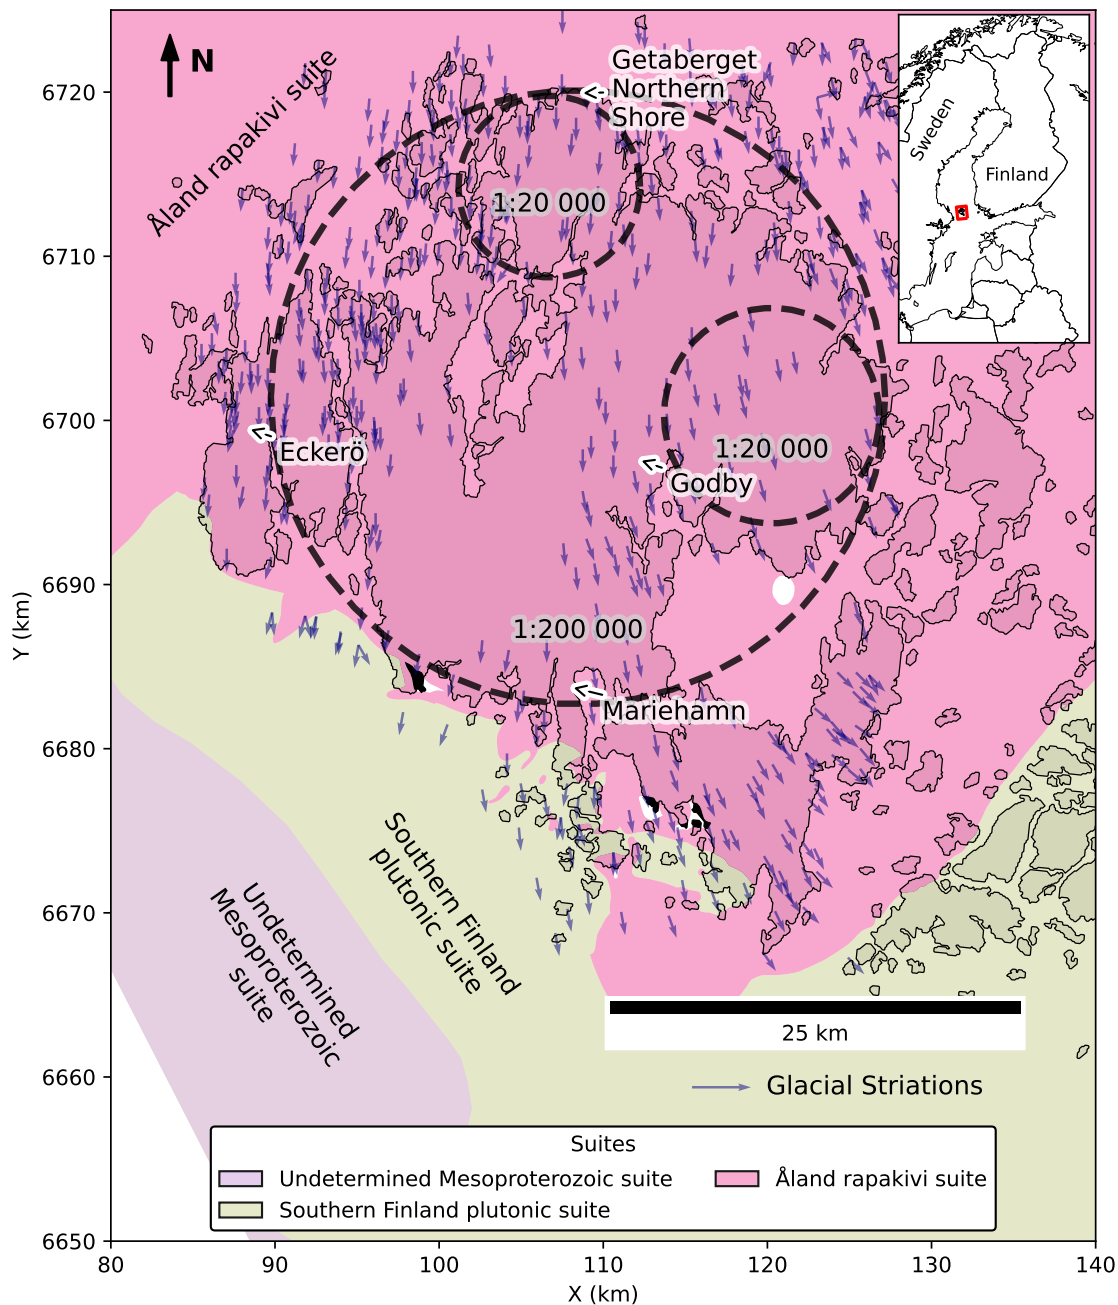 N
Åland rapakivi suite
Getaberget
Northern
Shore
Sweden
Finland
1:20 000
1:20 000
Eckerö
Godby
1:200 000
Mariehamn
Southern Finland
plutonic suite
Undetermined
Mesoproterozoic
suite
25 km
Glacial Striations
Suites
Undetermined Mesoproterozoic suite
Southern Finland plutonic suite
Åland rapakivi suite
Y (km)
6720
6710
6700
6690
6680
6670
6660
6650
80
90
100
110
120
130
140
X (km)